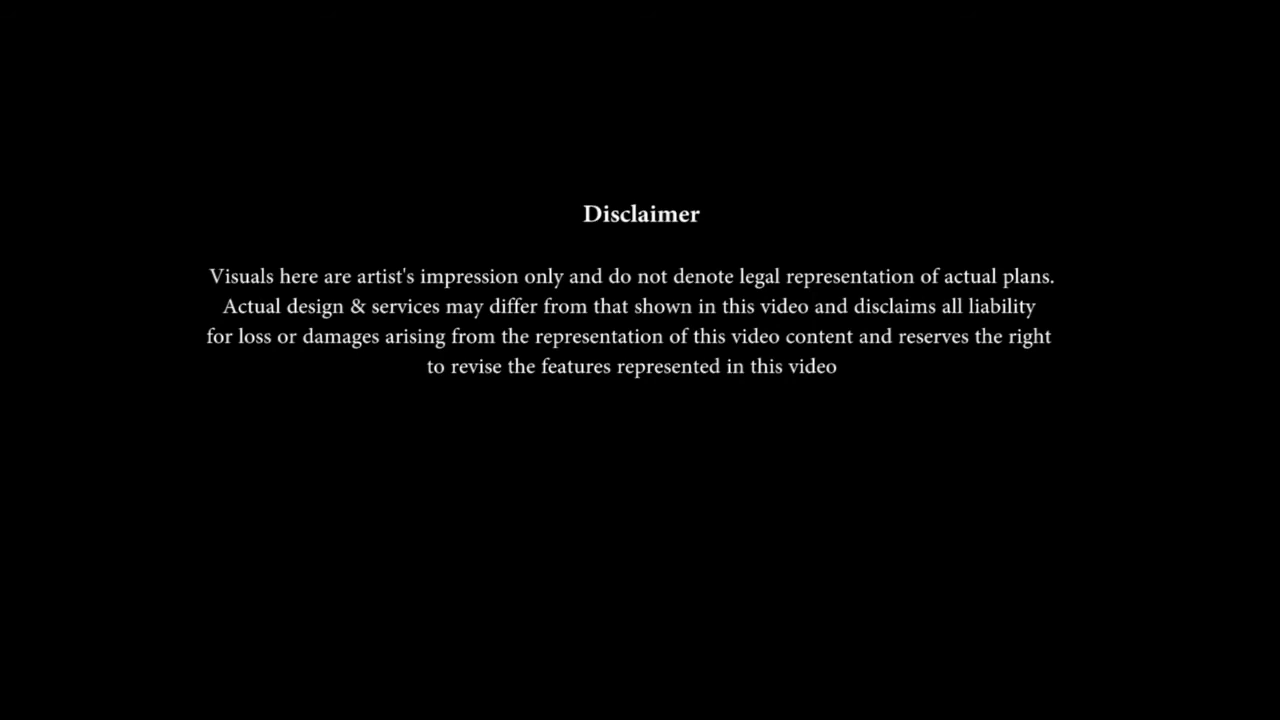 Disclaimer
Visuals here are artist's impression only and do not denote legal representation of actual plans.
Actual design & services may differ from that shown in this video and disclaims all liability
for loss or damages arising from the representation of this video content and reserves the right
to revise the features represented in this video